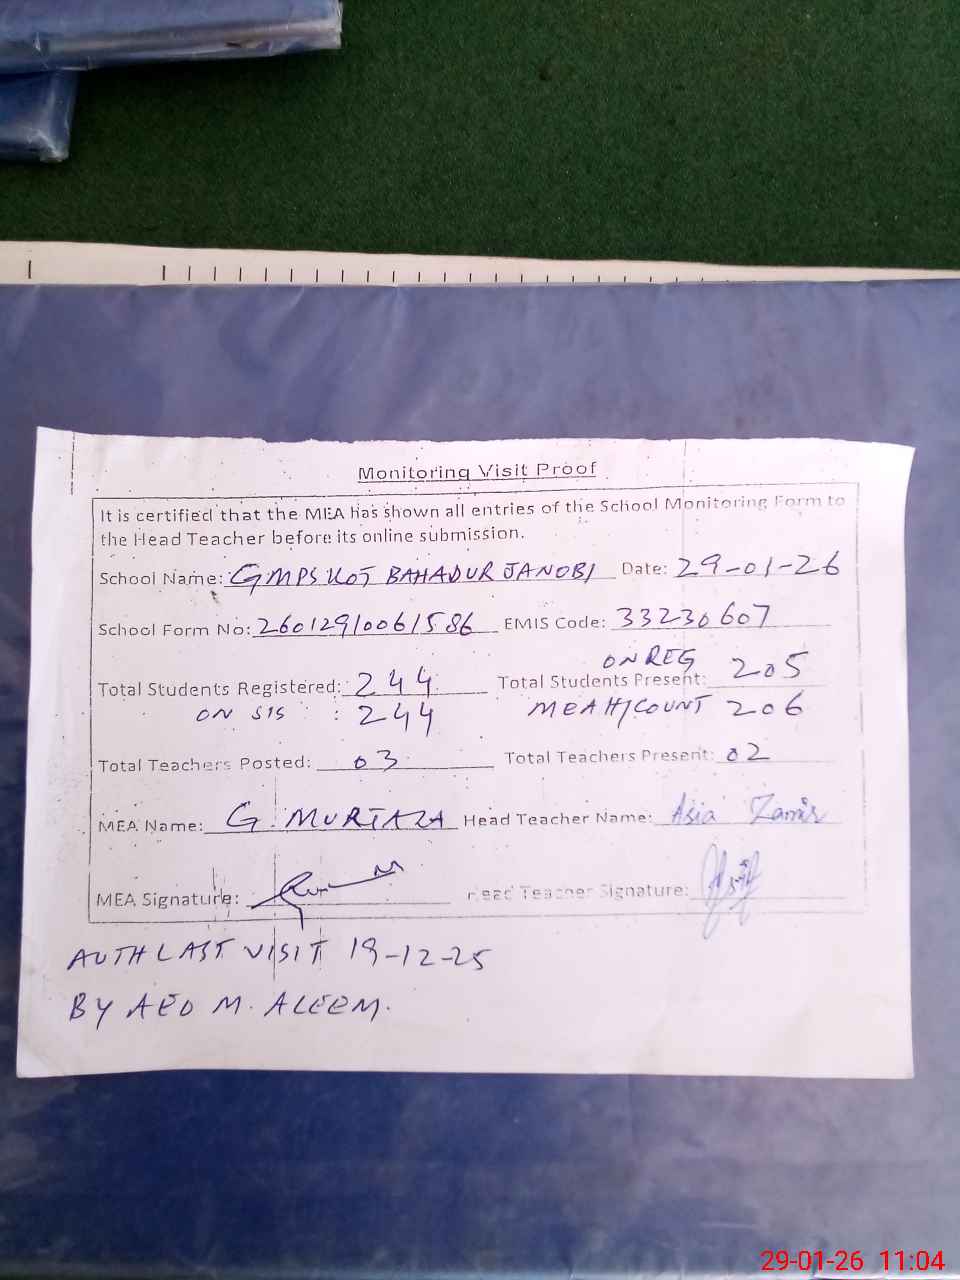 Monitoring Visit Proof
It is certified that the MEA has shown all entries of the School Monitoring Form to
the Head Teacher before its online submission.
School Name: GMPS KOT BAHADUR JANOBI Date: 29-01-26
School Form No: 26012910061586 EMIS Code: 33230607
ON REG
Total Students Registered: 244 Total Students Present: 205
ON SIS : 244 MEA H/COUNT 206
Total Teachers Posted: 03 Total Teachers Present: 02
MEA Name: G. MURTAZA Head Teacher Name: Asia
MEA Signature: Head Teacher Signature:
AUTH LAST VISIT 19-12-25
BY AEO M. ALEEM.
29-01-26 11:04